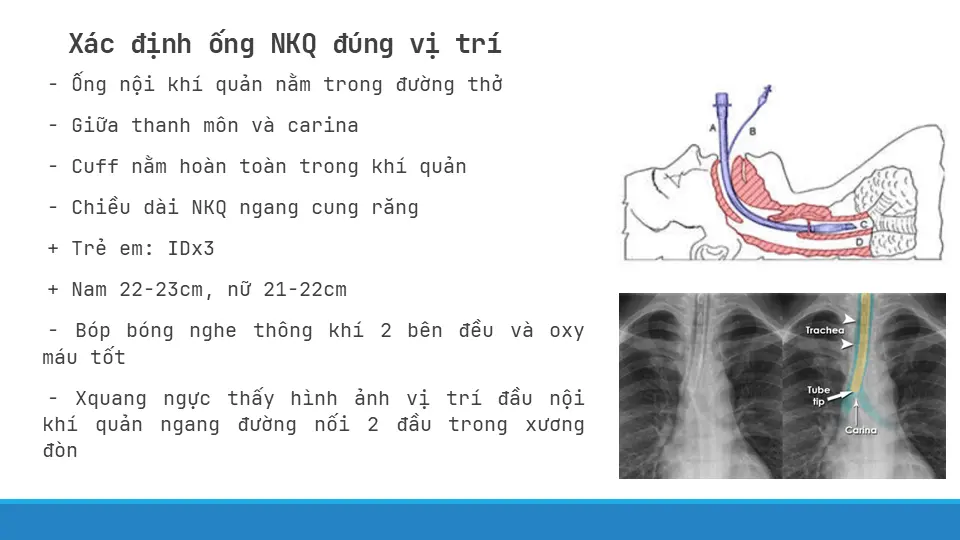 Xác định ống NKQ đúng vị trí
- Ống nội khí quản nằm trong đường thở
- Giữa thanh môn và carina
- Cuff nằm hoàn toàn trong khí quản
- Chiều dài NKQ ngang cung răng
+ Trẻ em: IDx3
+ Nam 22-23cm, nữ 21-22cm
- Bóp bóng nghe thông khí 2 bên đều và oxy
máu tốt
- Xquang ngực thấy hình ảnh vị trí đầu nội
khí quản ngang đường nối 2 đầu trong xương
đòn
A
B
C
D
Trachea
Tube
tip
Carina